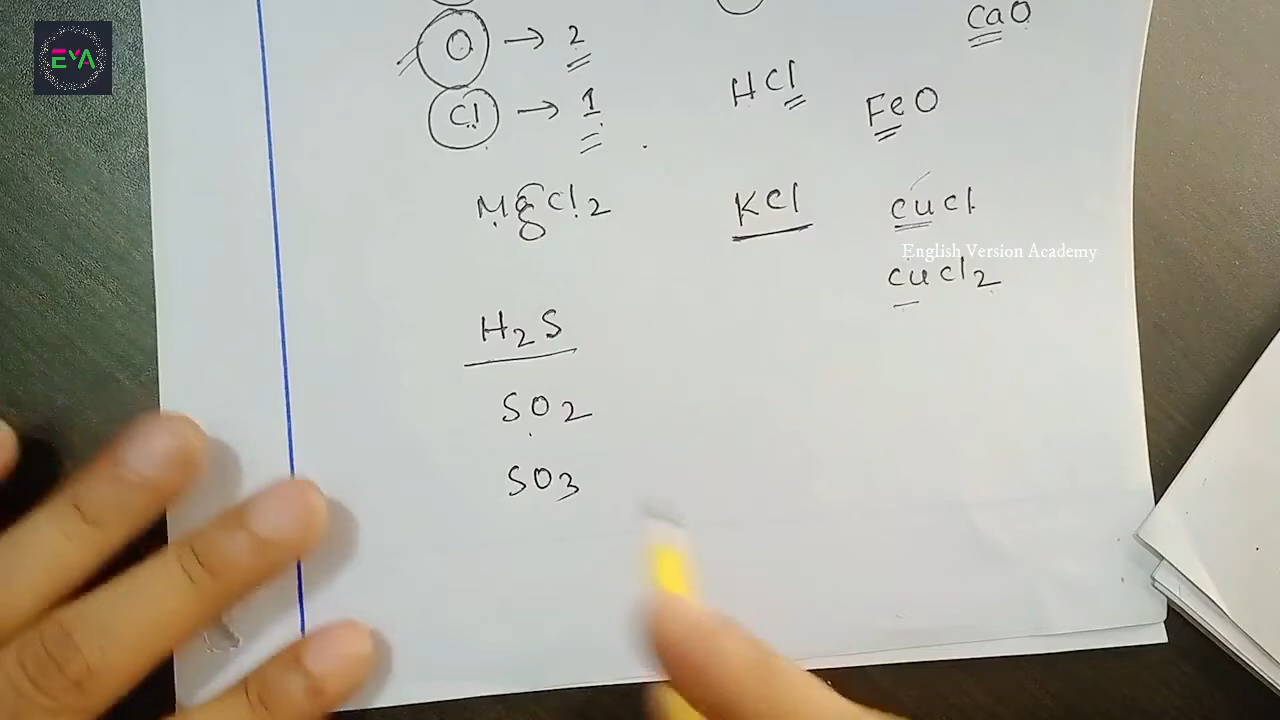 EVA
O → 2
CaO
Cl → 1
HCl
FeO
MgCl2
KCl
cucl
English Version Academy
cucl2
H2S
SO2
SO3